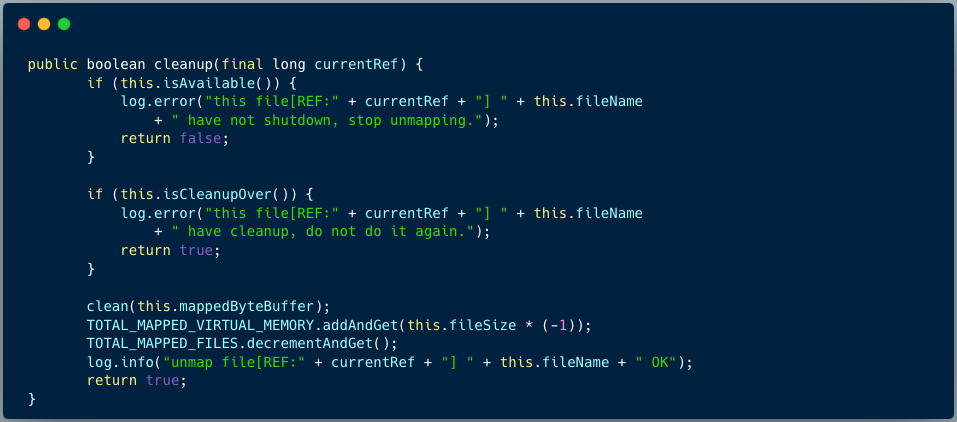 public boolean cleanup(final long currentRef) {
       if (this.isAvailable()) {
           log.error("this file[REF:" + currentRef + "] " + this.fileName
               + " have not shutdown, stop unmapping.");
           return false;
       }

       if (this.isCleanupOver()) {
           log.error("this file[REF:" + currentRef + "] " + this.fileName
               + " have cleanup, do not do it again.");
           return true;
       }

       clean(this.mappedByteBuffer);
       TOTAL_MAPPED_VIRTUAL_MEMORY.addAndGet(this.fileSize * (-1));
       TOTAL_MAPPED_FILES.decrementAndGet();
       log.info("unmap file[REF:" + currentRef + "] " + this.fileName + " OK");
       return true;
}